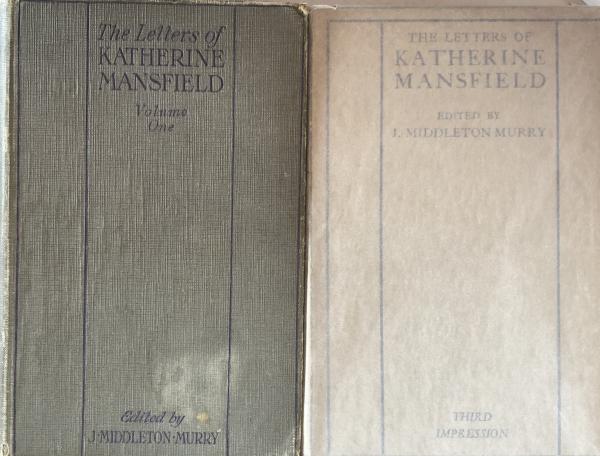 The Letters of
KATHERINE
MANSFIELD
Volume
One
Edited by
J·MIDDLETON·MURRY
THE LETTERS OF
KATHERINE
MANSFIELD
EDITED BY
J. MIDDLETON MURRY
THIRD
IMPRESSION